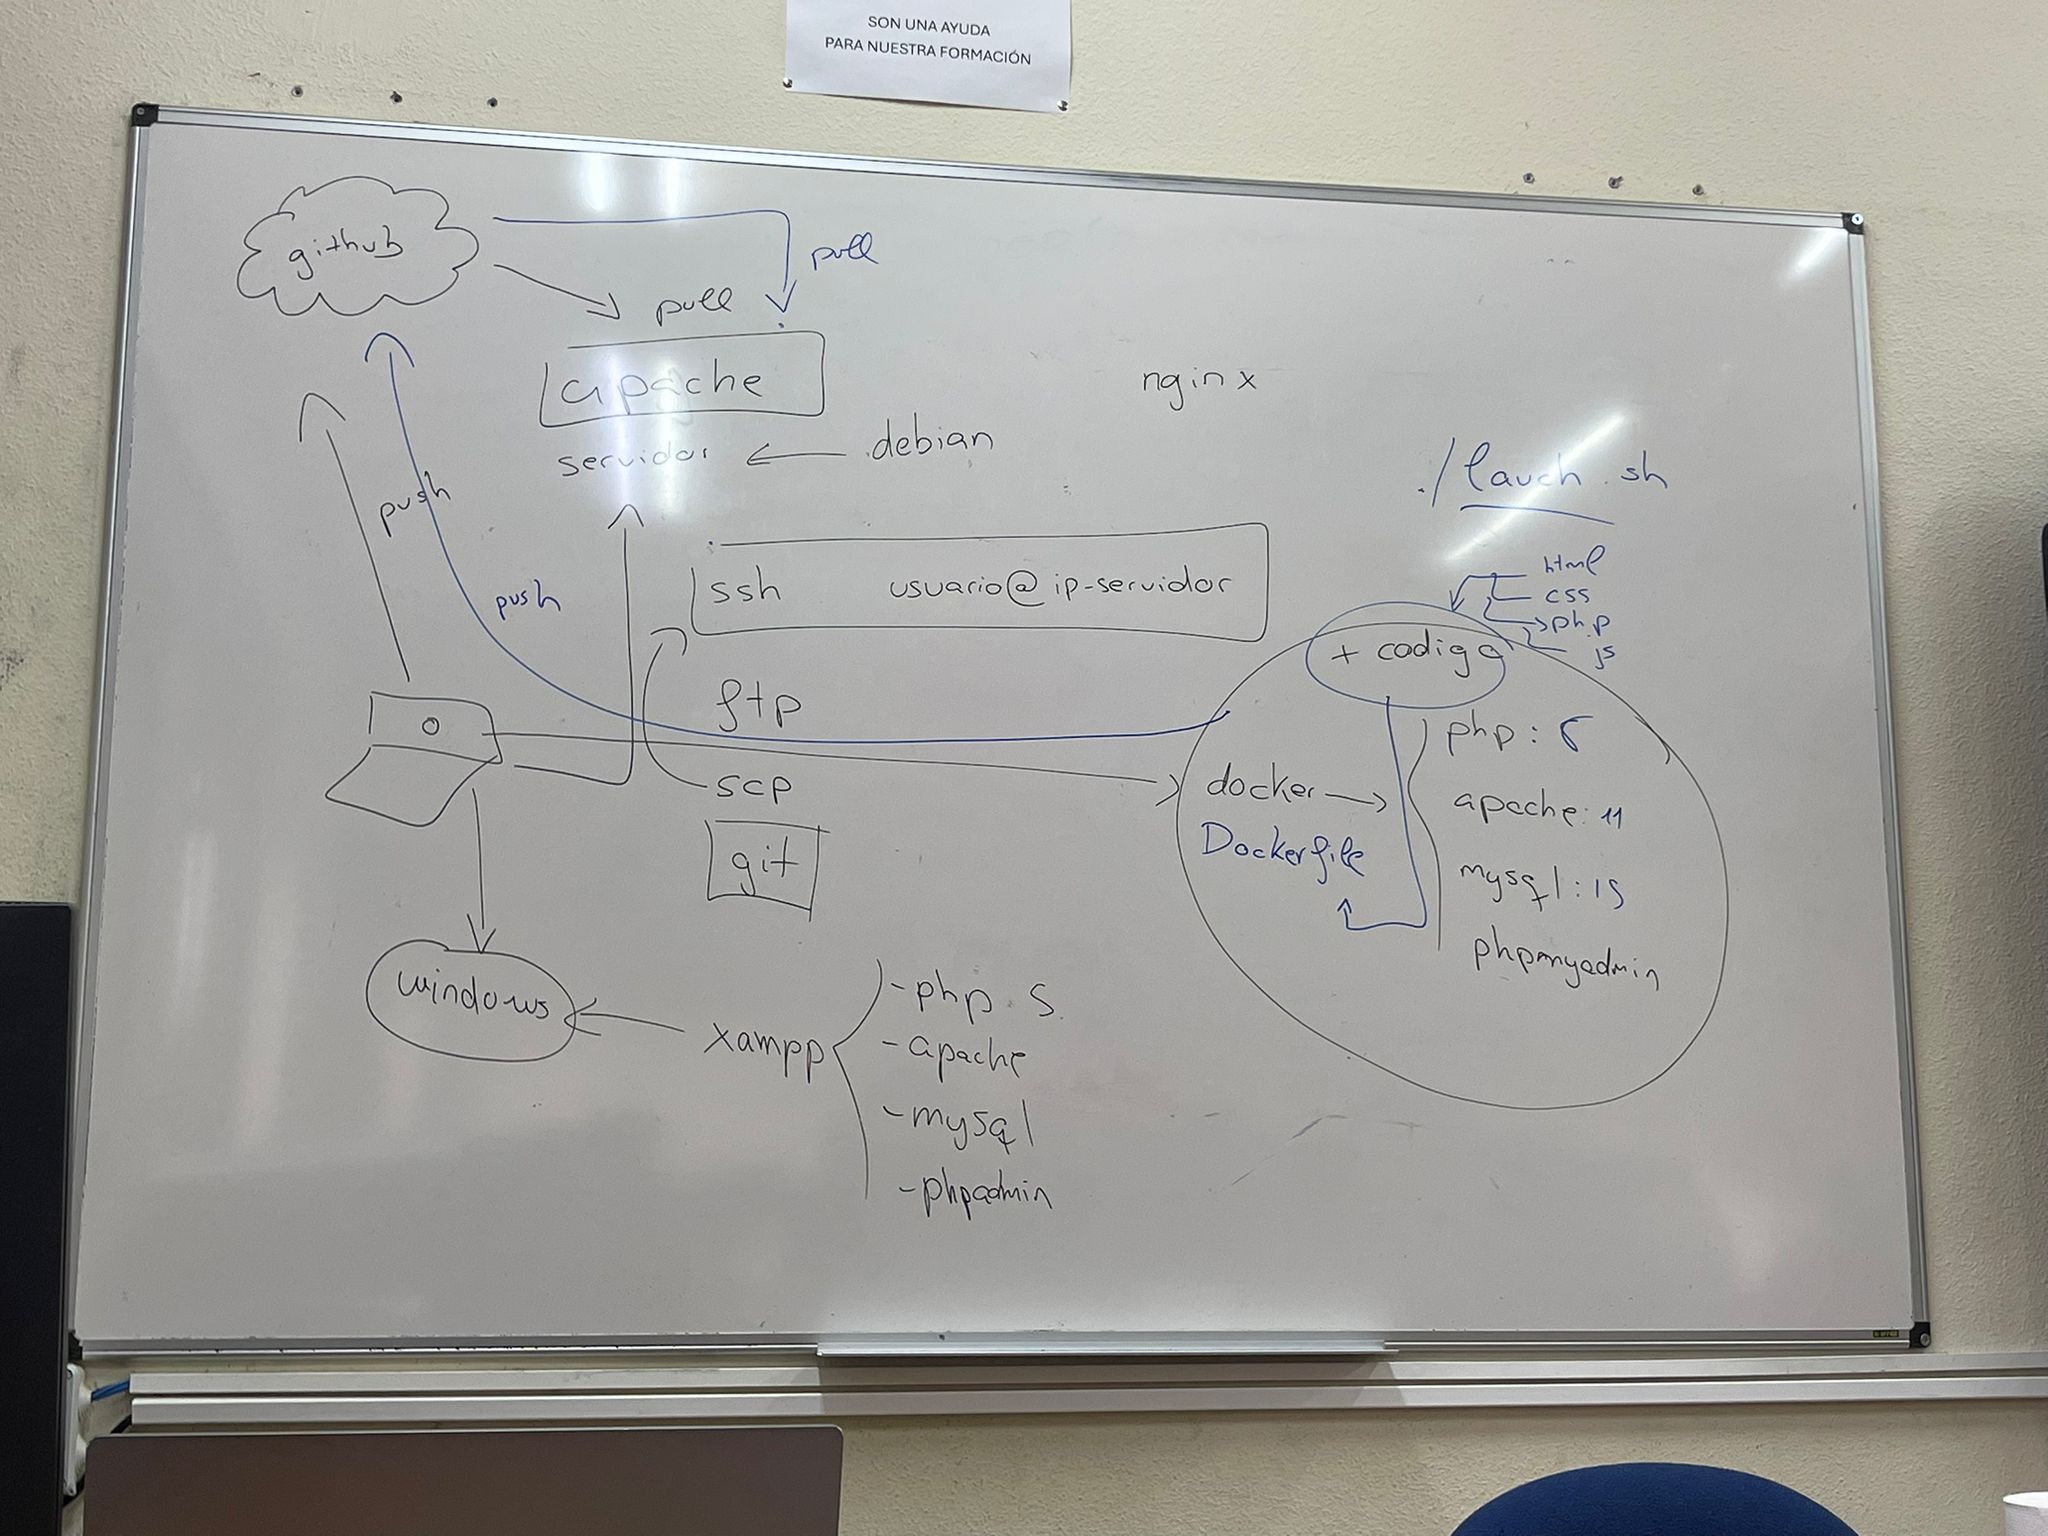 SON UNA AYUDA
PARA NUESTRA FORMACIÓN
github
pull
pull
apache
servidor
debian
nginx
./lauch.sh
push
push
ssh usuario@ip-servidor
html
css
php
js
+ codigo
ftp
scp
git
docker
Dockerfile
php: 6
apache: 11
mysql: 15
phpmyadmin
windows
xampp
- php 5.
- apache
- mysql
- phpadmin